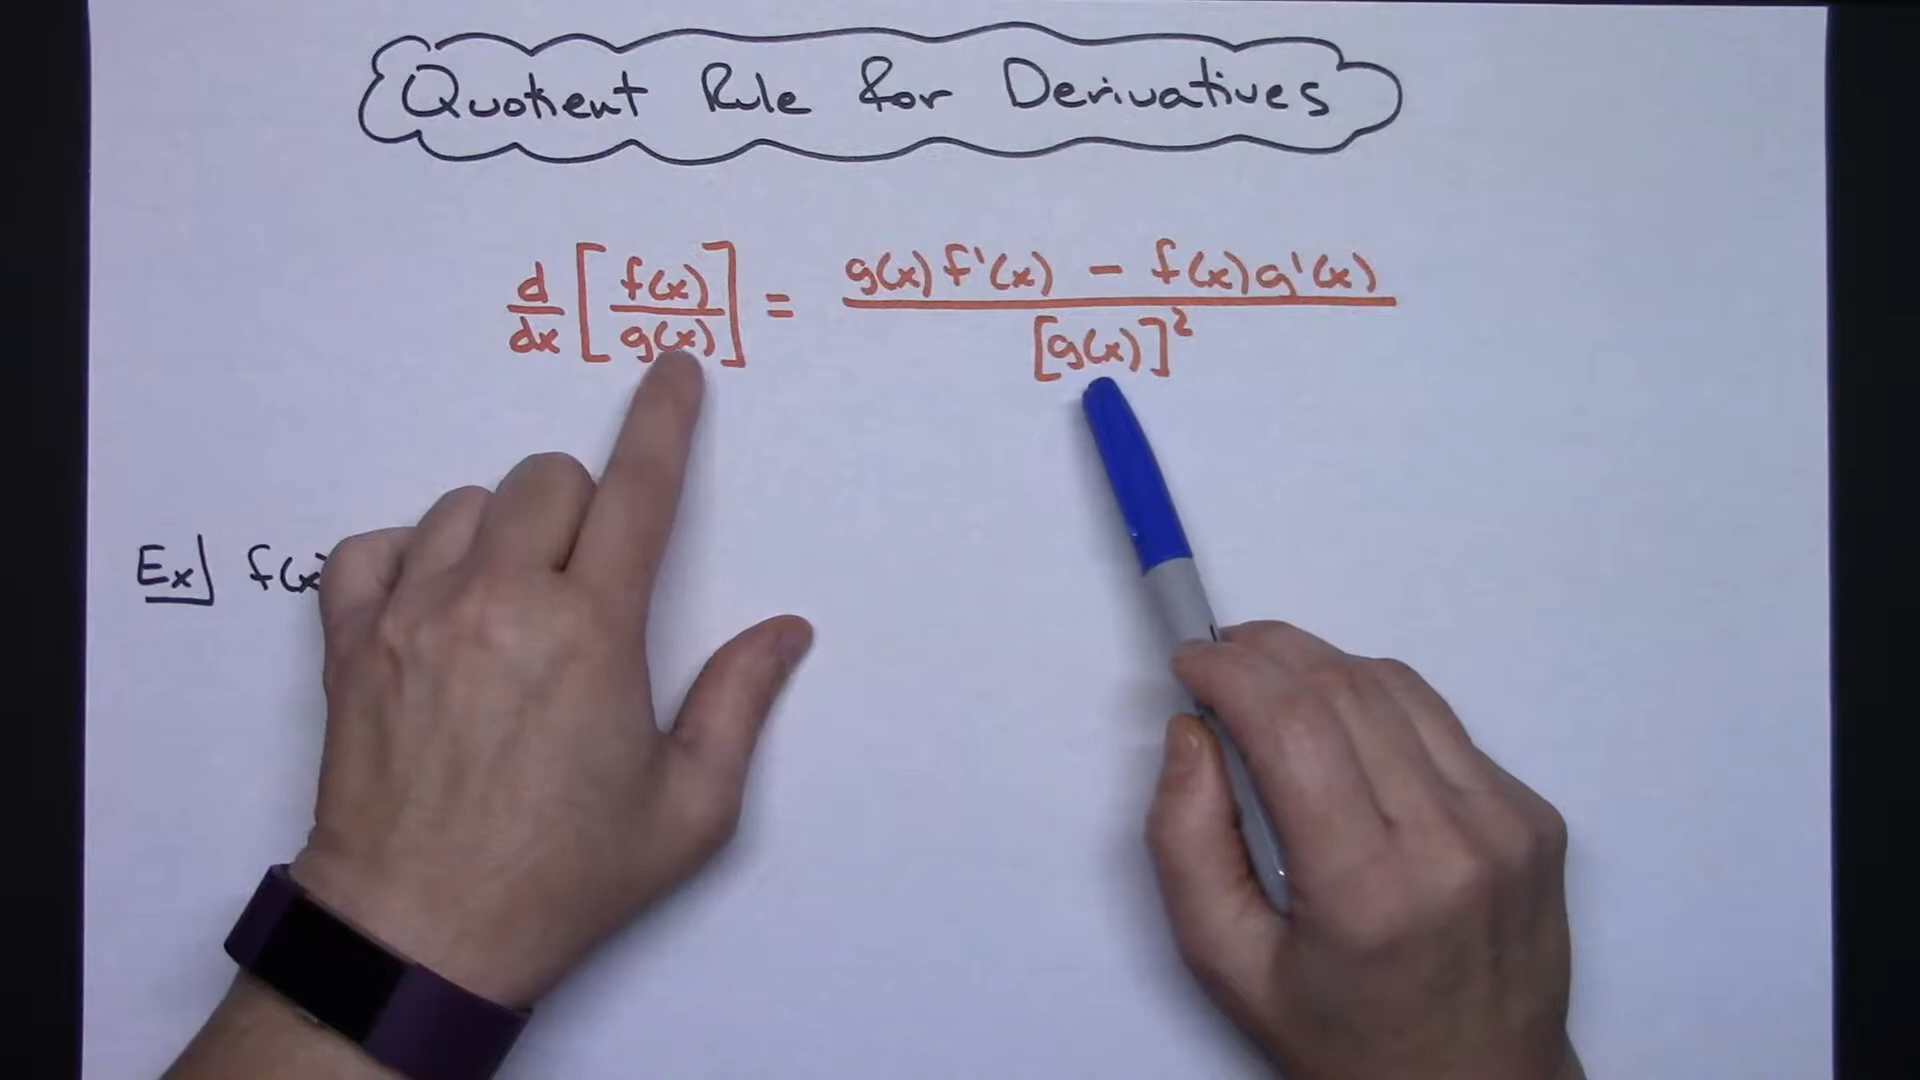 Quotient Rule for Derivatives
d/dx [f(x)/g(x)] = g(x)f'(x) - f(x)g'(x) / [g(x)]²
Ex] f(x)